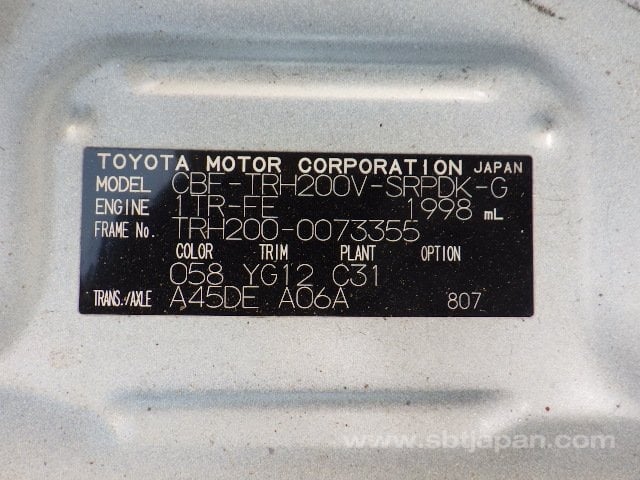 TOYOTA MOTOR CORPORATION JAPAN
MODEL CBF-TRH200V-SRPDK-G
ENGINE 1TR-FE 1998 mL
FRAME No. TRH200-0073355
COLOR TRIM PLANT OPTION
058 YG12 C31
TRANS./AXLE A45DE A06A 807
www.sbtjapan.com